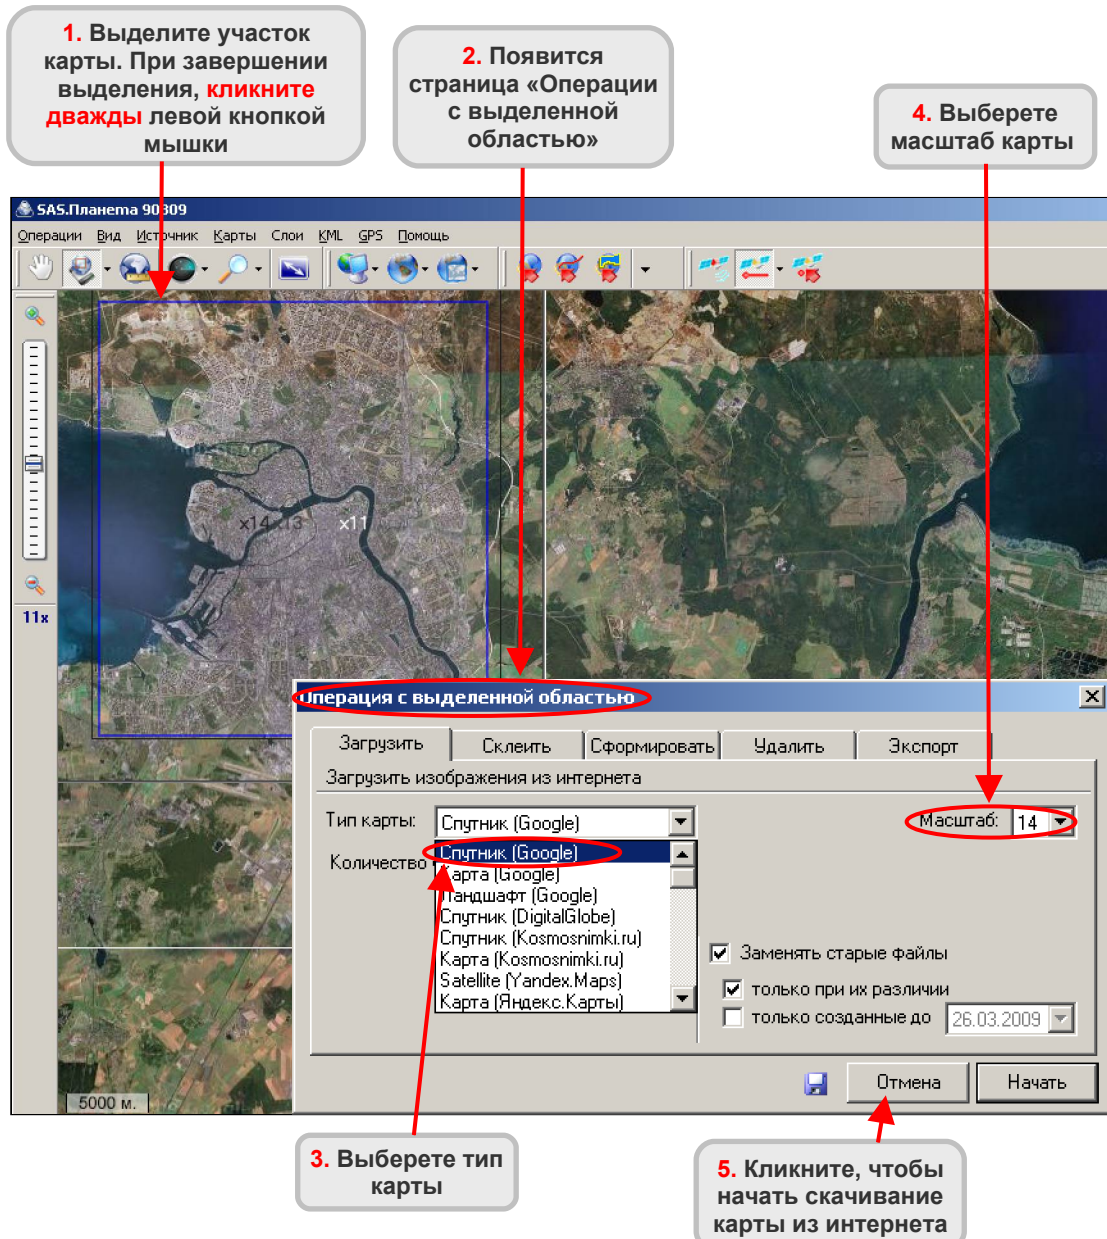 1. Выделите участок
карты. При завершении
выделения, кликните
дважды левой кнопкой
мышки
2. Появится
страница «Операции
с выделенной
областью»
4. Выберете
масштаб карты
SAS.Планета 90809
Операции Вид Источник Карты Слои KML GPS Помощь
11x
x14 x13 x11
Операция с выделенной областью
Загрузить Склеить Сформировать Удалить Экспорт
Загрузить изображения из интернета
Тип карты: Спутник (Google) Масштаб: 14
Количество
Спутник (Google)
Карта (Google)
Ландшафт (Google)
Спутник (DigitalGlobe)
Спутник (Kosmosnimki.ru)
Карта (Kosmosnimki.ru)
Satellite (Yandex.Maps)
Карта (Яндекс.Карты)
Заменять старые файлы
только при их различии
только созданные до 26.03.2009
Отмена Начать
5000 м.
3. Выберете тип
карты
5. Кликните, чтобы
начать скачивание
карты из интернета